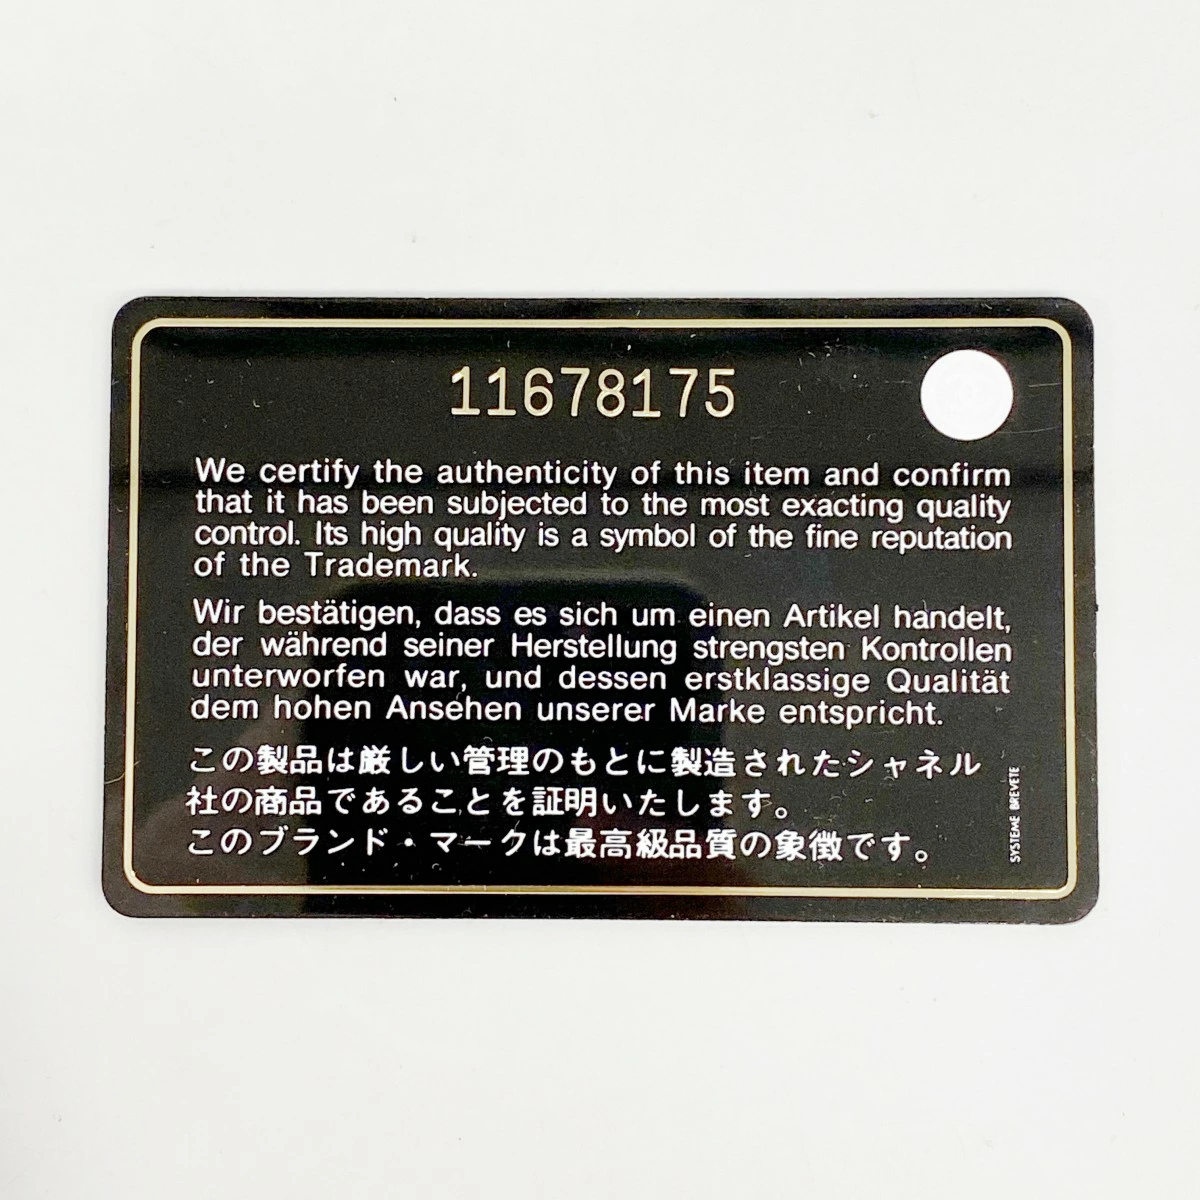 11678175
We certify the authenticity of this item and confirm
that it has been subjected to the most exacting quality
control. Its high quality is a symbol of the fine reputation
of the Trademark.
Wir bestätigen, dass es sich um einen Artikel handelt,
der während seiner Herstellung strengsten Kontrollen
unterworfen war, und dessen erstklassige Qualität
dem hohen Ansehen unserer Marke entspricht.
この製品は厳しい管理のもとに製造されたシャネル
社の商品であることを証明いたします。
このブランド・マークは最高級品質の象徴です。
SYSTEME BREVETE